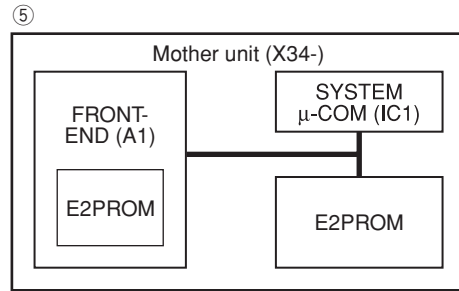 ⑤
Mother unit (X34-)
FRONT-
END (A1)
E2PROM
SYSTEM
μ-COM (IC1)
E2PROM